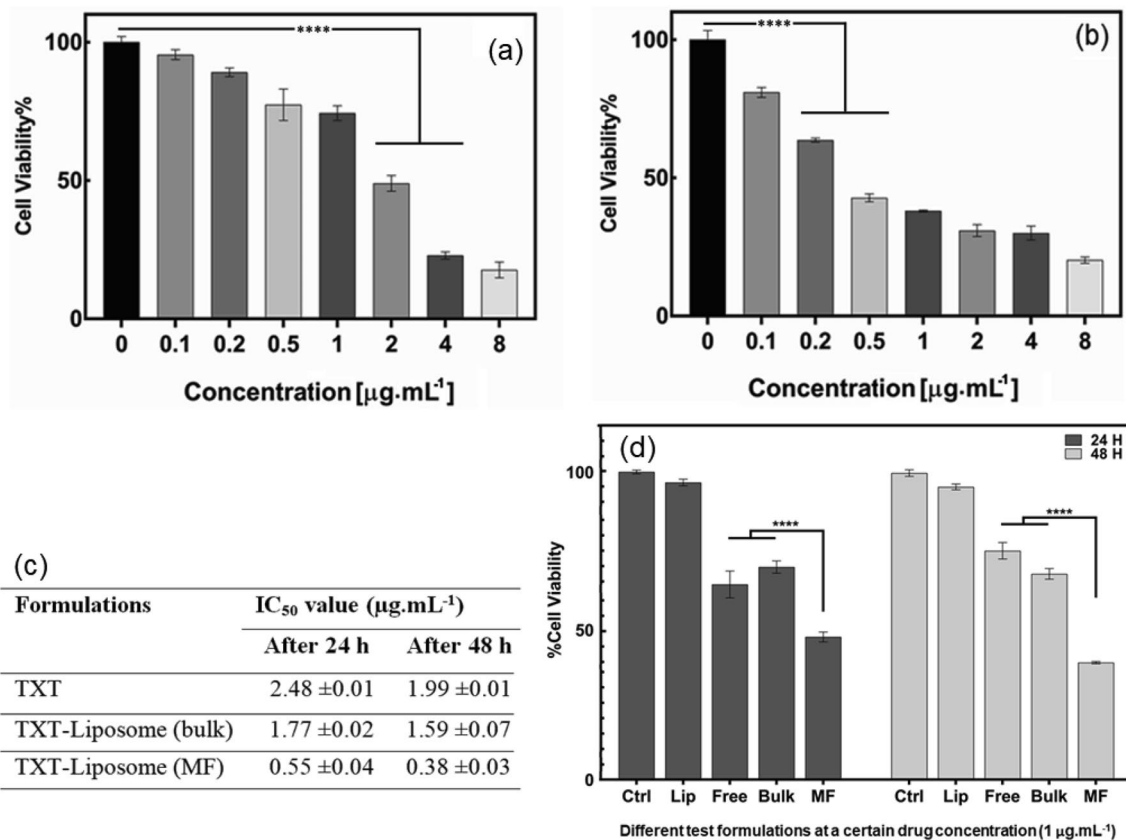 (a)
****
Cell Viability%
100
50
0
0 0.1 0.2 0.5 1 2 4 8
Concentration [µg.mL-1]
(b)
****
Cell Viability%
100
50
0
0 0.1 0.2 0.5 1 2 4 8
Concentration [µg.mL-1]
(c)
Formulations IC50 value (µg.mL-1)
After 24 h After 48 h
TXT 2.48 ±0.01 1.99 ±0.01
TXT-Liposome (bulk) 1.77 ±0.02 1.59 ±0.07
TXT-Liposome (MF) 0.55 ±0.04 0.38 ±0.03
(d)
24 H
48 H
%Cell Viability
100
50
0
****
****
Ctrl Lip Free Bulk MF Ctrl Lip Free Bulk MF
Different test formulations at a certain drug concentration (1 µg.mL-1)